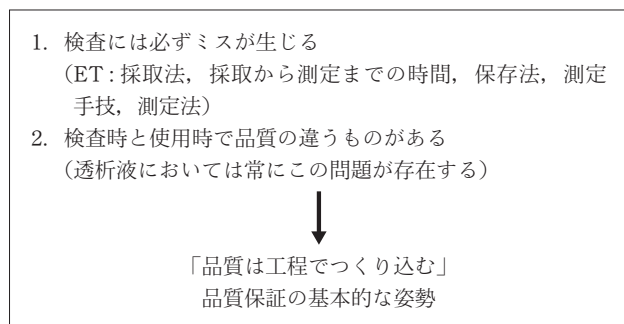 1. 検査には必ずミスが生じる
(ET:採取法,採取から測定までの時間,保存法,測定
手技,測定法)
2. 検査時と使用時で品質の違うものがある
(透析液においては常にこの問題が存在する)
「品質は工程でつくり込む」
品質保証の基本的な姿勢